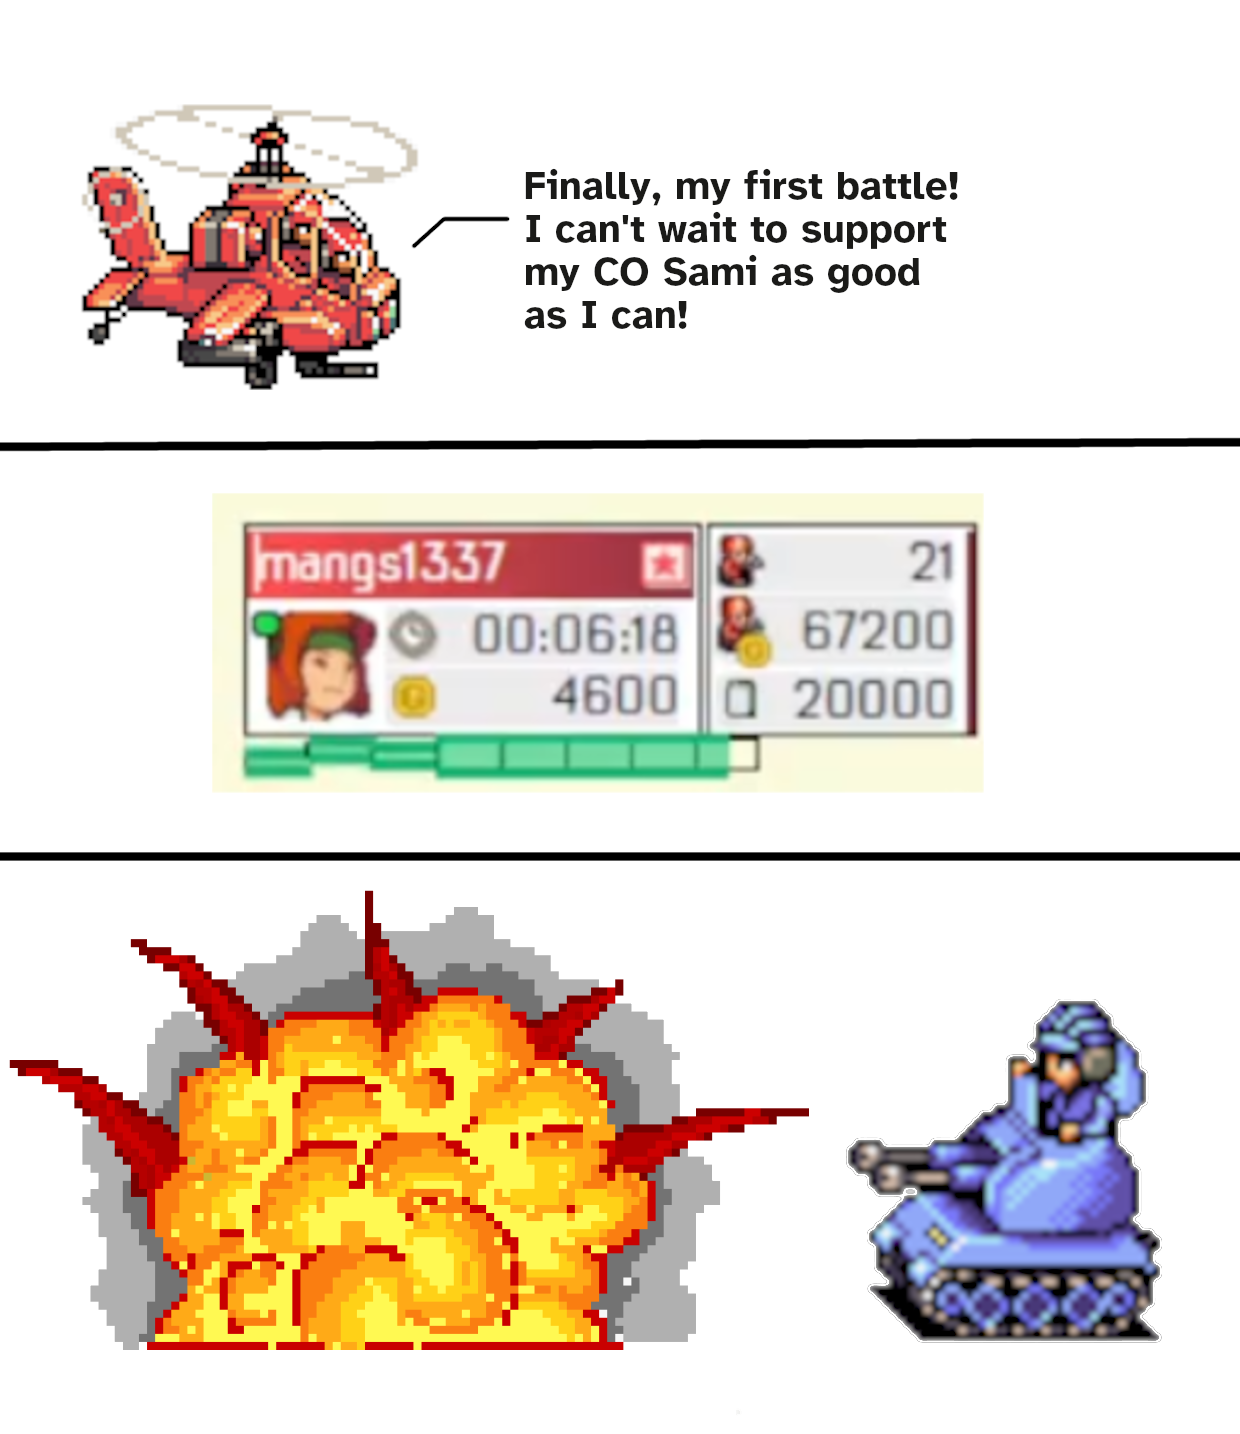 Finally, my first battle!
I can't wait to support
my CO Sami as good
as I can!
mangs1337
21
00:06:18
67200
4600
20000